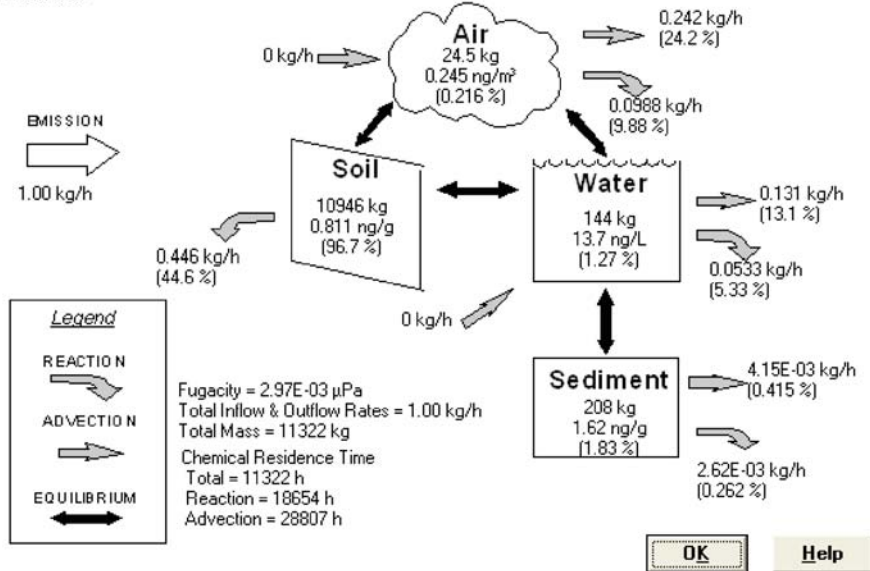 Air
24.5 kg
0.245 ng/m³
(0.216 %)
0 kg/h
0.242 kg/h
(24.2 %)
0.0988 kg/h
(9.88 %)
EMISSION
1.00 kg/h
Soil
10946 kg
0.811 ng/g
(96.7 %)
0.446 kg/h
(44.6 %)
Water
144 kg
13.7 ng/L
(1.27 %)
0.131 kg/h
(13.1 %)
0.0533 kg/h
(5.33 %)
0 kg/h
Sediment
208 kg
1.62 ng/g
(1.83 %)
4.15E-03 kg/h
(0.415 %)
2.62E-03 kg/h
(0.262 %)
Legend
REACTION
ADVECTION
EQUILIBRIUM
Fugacity = 2.97E-03 µPa
Total Inflow & Outflow Rates = 1.00 kg/h
Total Mass = 11322 kg
Chemical Residence Time
Total = 11322 h
Reaction = 18654 h
Advection = 28807 h
OK
Help